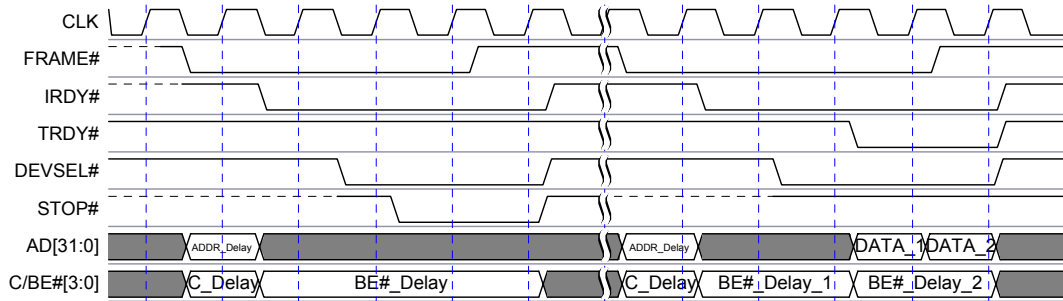 CLK
FRAME#
IRDY#
TRDY#
DEVSEL#
STOP#
AD[31:0] ADDR_Delay ADDR_Delay DATA_1 DATA_2
C/BE#[3:0] C_Delay BE#_Delay C_Delay BE#_Delay_1 BE#_Delay_2